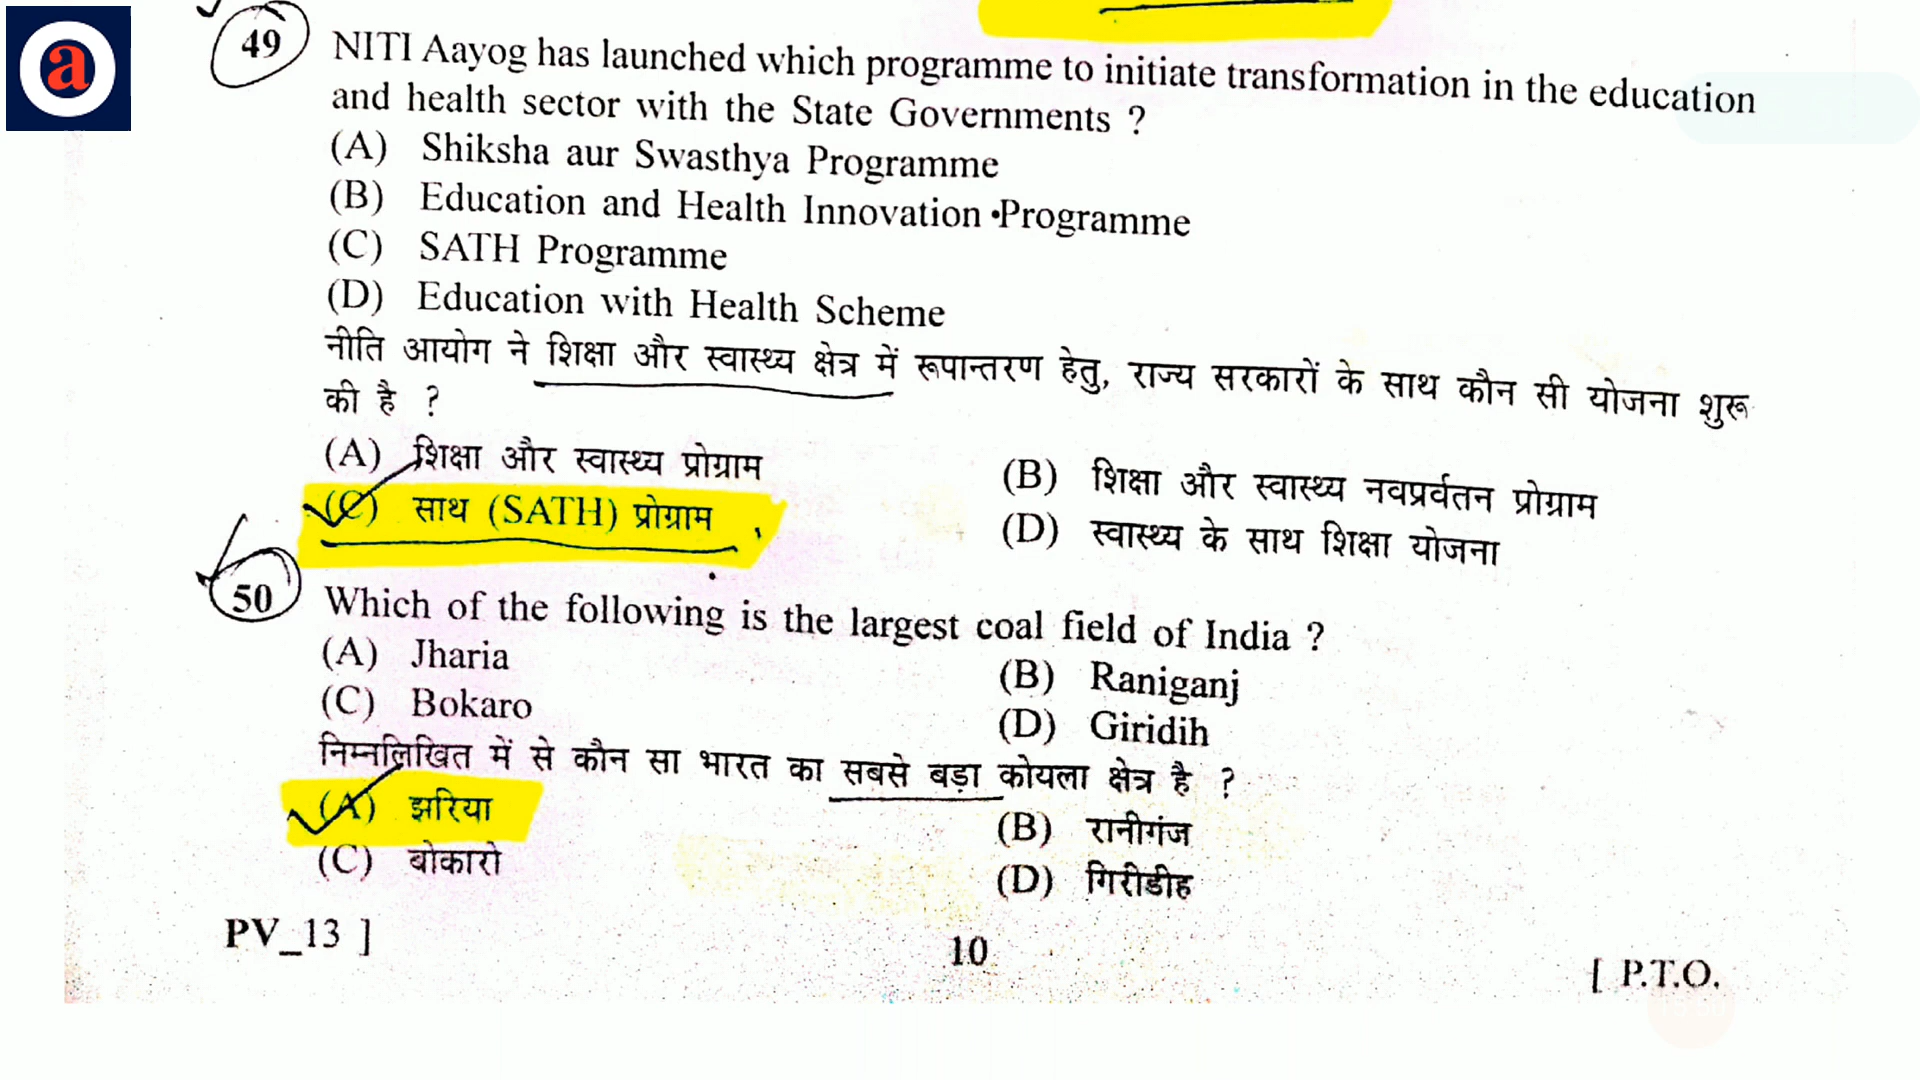 a
49 NITI Aayog has launched which programme to initiate transformation in the education
and health sector with the State Governments ?
(A) Shiksha aur Swasthya Programme
(B) Education and Health Innovation Programme
(C) SATH Programme
(D) Education with Health Scheme
नीति आयोग ने शिक्षा और स्वास्थ्य क्षेत्र में रूपान्तरण हेतु, राज्य सरकारों के साथ कौन सी योजना शुरू
की है ?
(A) शिक्षा और स्वास्थ्य प्रोग्राम (B) शिक्षा और स्वास्थ्य नवप्रर्वतन प्रोग्राम
(C) साथ (SATH) प्रोग्राम (D) स्वास्थ्य के साथ शिक्षा योजना
50 Which of the following is the largest coal field of India ?
(A) Jharia (B) Raniganj
(C) Bokaro (D) Giridih
निम्नलिखित में से कौन सा भारत का सबसे बड़ा कोयला क्षेत्र है ?
(A) झरिया (B) रानीगंज
(C) बोकारो (D) गिरीडीह
PV_13 ] 10 [ P.T.O.